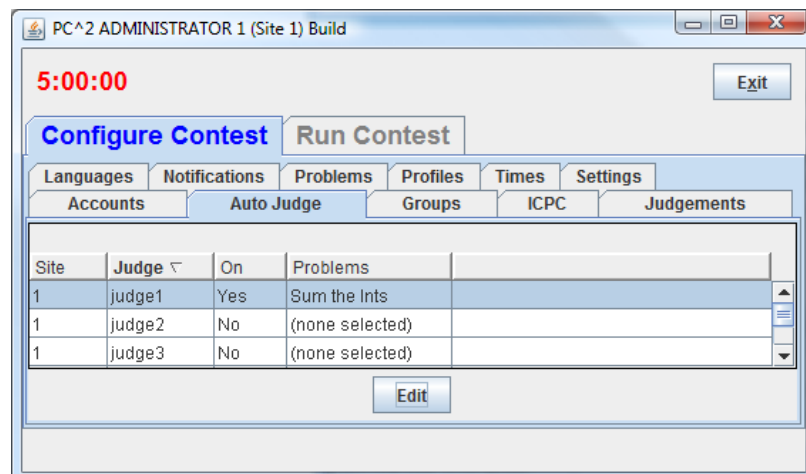 PC^2 ADMINISTRATOR 1 (Site 1) Build
5:00:00 Exit
Configure Contest Run Contest
Languages Notifications Problems Profiles Times Settings
Accounts Auto Judge Groups ICPC Judgements
Site Judge On Problems
1 judge1 Yes Sum the Ints
1 judge2 No (none selected)
1 judge3 No (none selected)
Edit